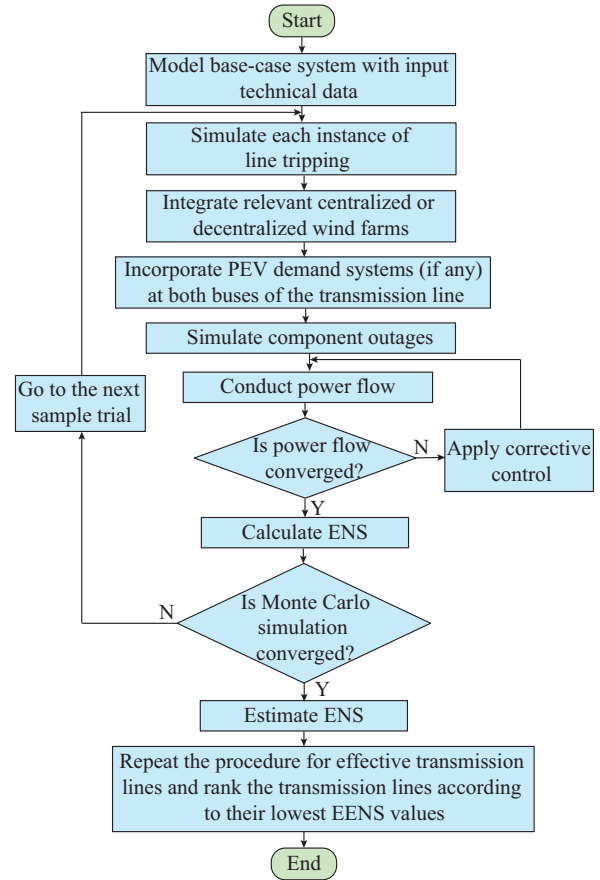 Start
Model base-case system with input
technical data
Simulate each instance of
line tripping
Integrate relevant centralized or
decentralized wind farms
Incorporate PEV demand systems (if any)
at both buses of the transmission line
Simulate component outages
Go to the next
sample trial
Conduct power flow
Is power flow
converged?
N
Apply corrective
control
Y
Calculate ENS
N
Is Monte Carlo
simulation
converged?
Y
Estimate ENS
Repeat the procedure for effective transmission
lines and rank the transmission lines according
to their lowest EENS values
End